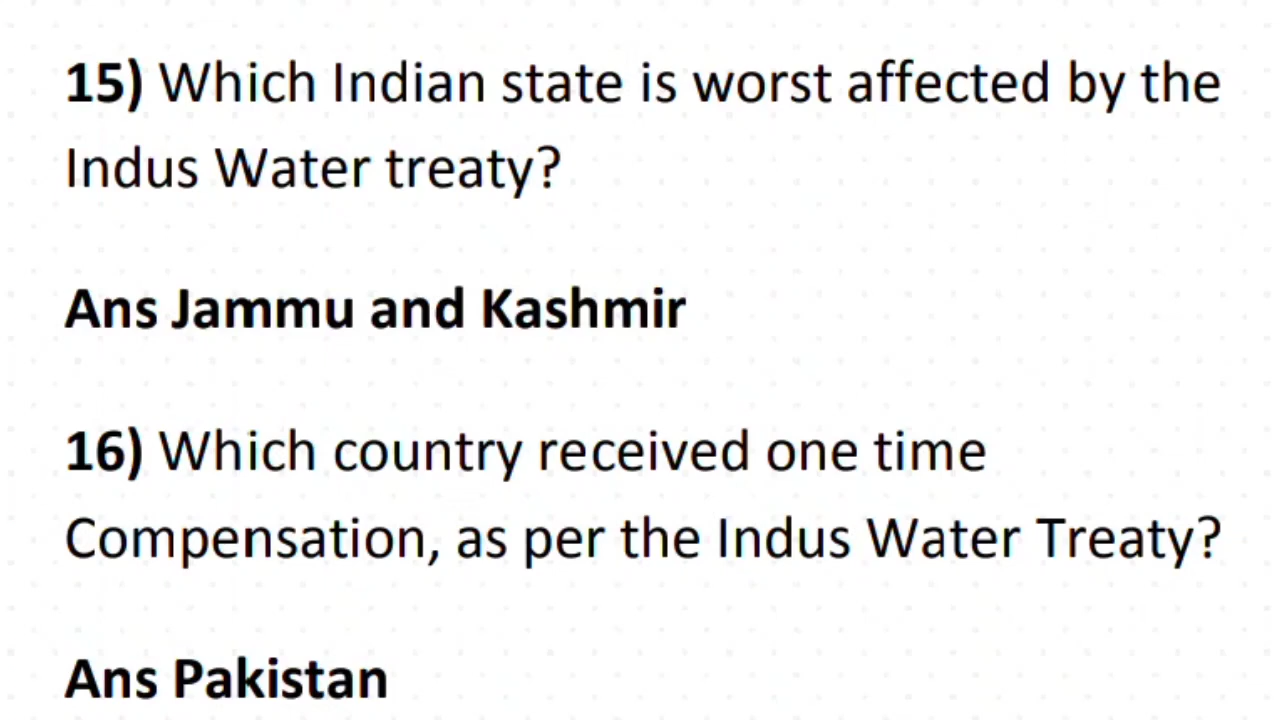 15) Which Indian state is worst affected by the
Indus Water treaty?
Ans Jammu and Kashmir
16) Which country received one time
Compensation, as per the Indus Water Treaty?
Ans Pakistan